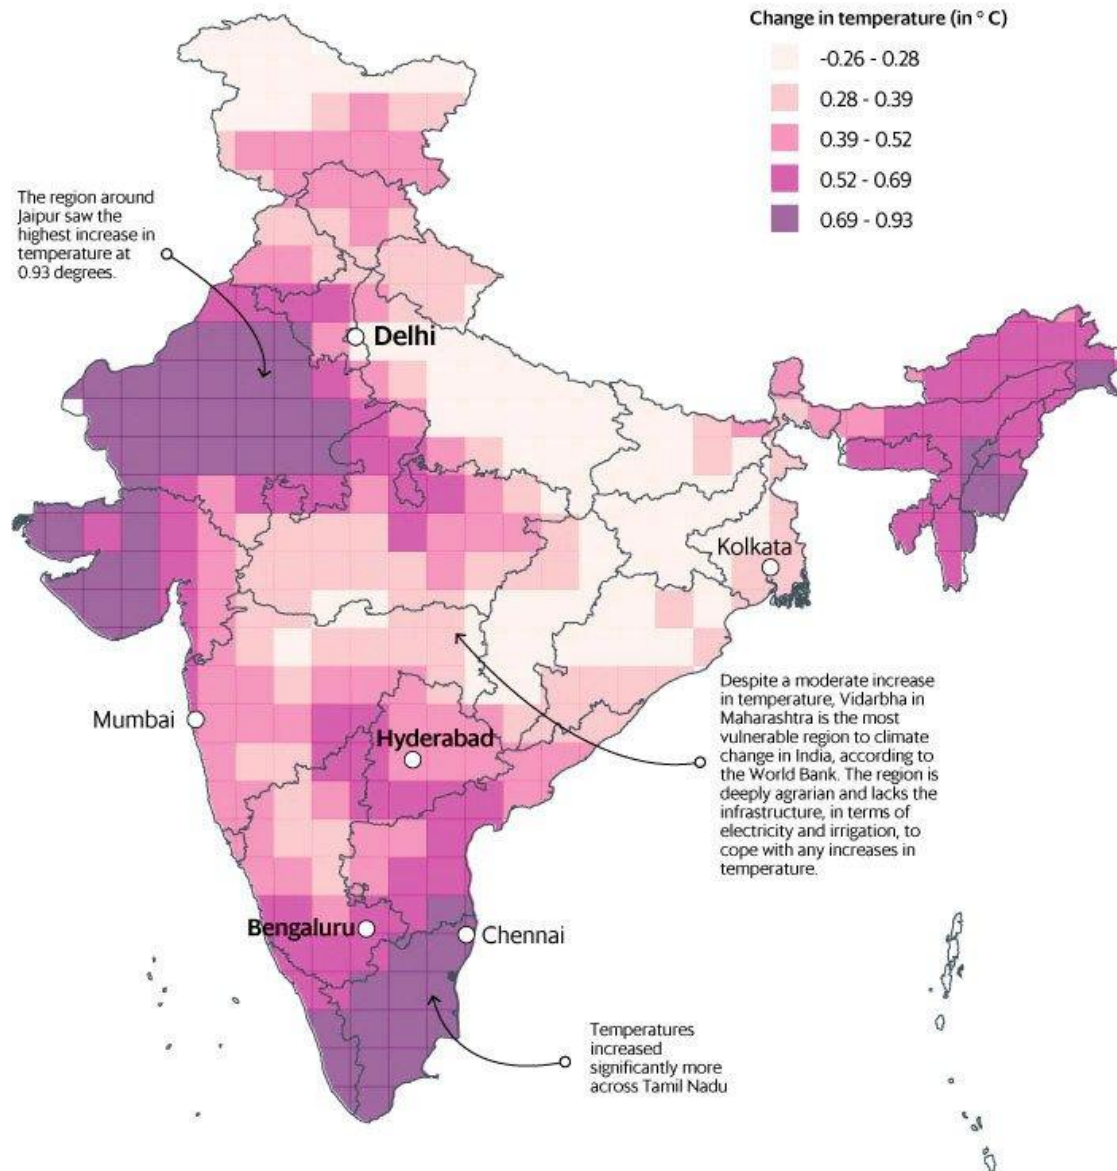 Change in temperature (in ° C)
-0.26 - 0.28
0.28 - 0.39
0.39 - 0.52
0.52 - 0.69
0.69 - 0.93
The region around
Jaipur saw the
highest increase in
temperature at
0.93 degrees.
Delhi
Kolkata
Mumbai
Hyderabad
Despite a moderate increase
in temperature, Vidarbha in
Maharashtra is the most
vulnerable region to climate
change in India, according to
the World Bank. The region is
deeply agrarian and lacks the
infrastructure, in terms of
electricity and irrigation, to
cope with any increases in
temperature.
Bengaluru
Chennai
Temperatures
increased
significantly more
across Tamil Nadu